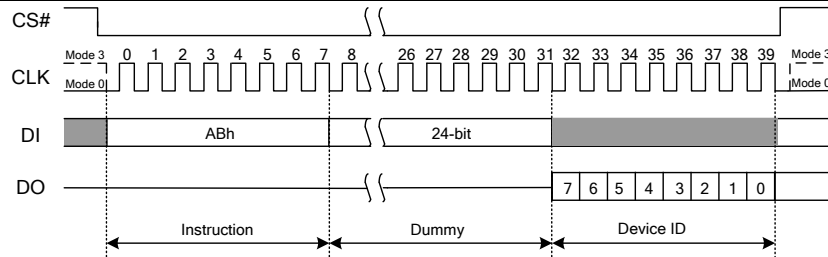 CS#
Mode 3 0 1 2 3 4 5 6 7 8 26 27 28 29 30 31 32 33 34 35 36 37 38 39 Mode 3
CLK
Mode 0 Mode 0
DI ABh 24-bit
DO 7 6 5 4 3 2 1 0
Instruction Dummy Device ID